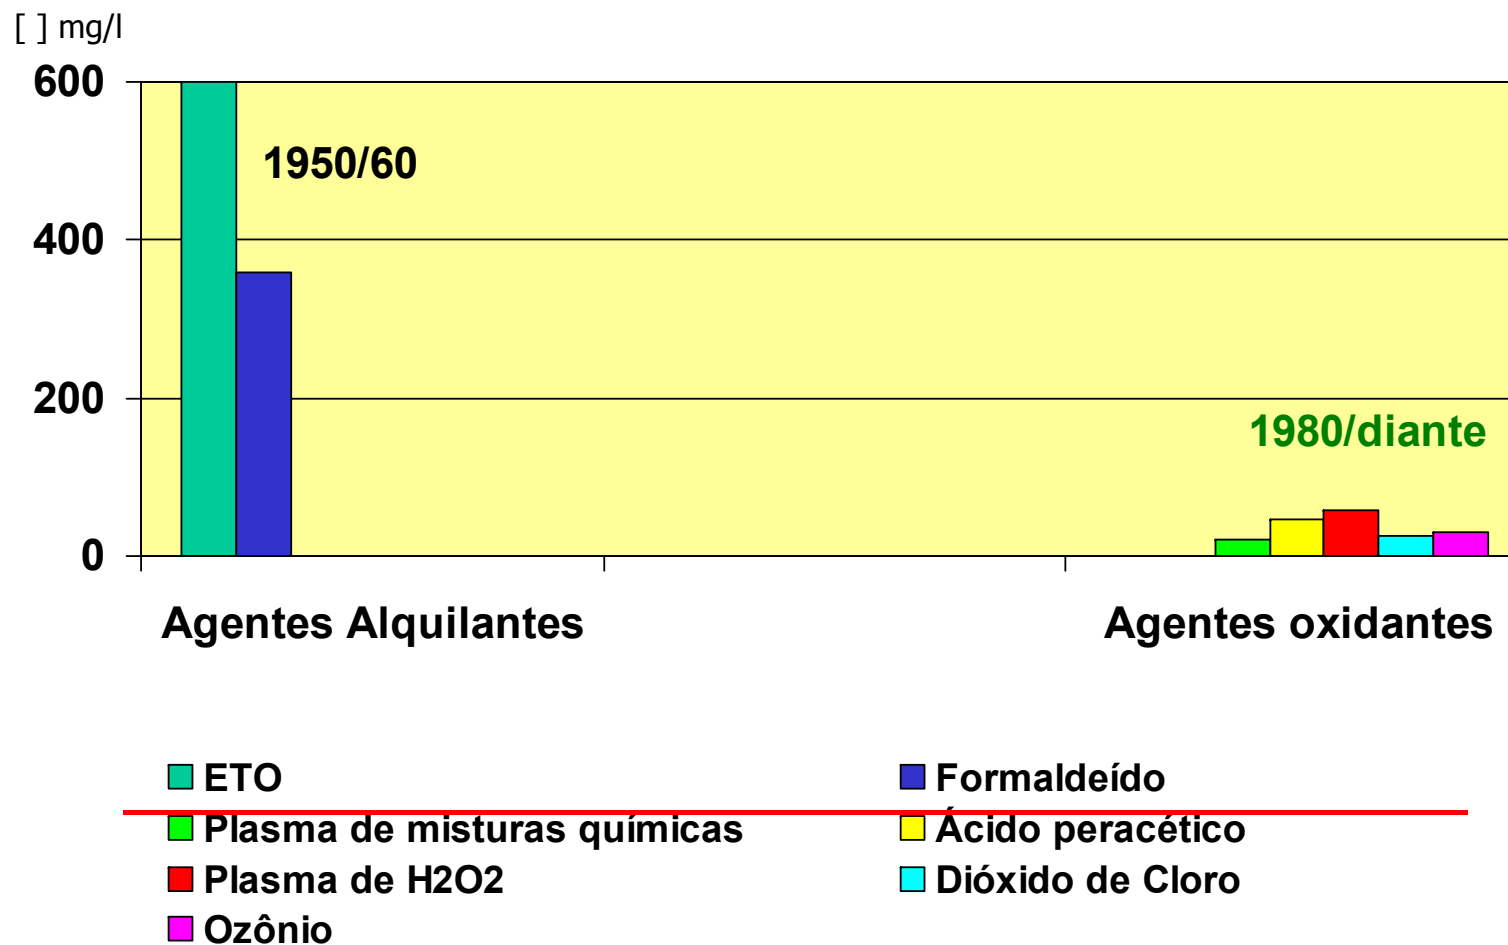 [ ] mg/l
600
1950/60
400
200
1980/diante
0
Agentes Alquilantes Agentes oxidantes
ETO Formaldeído
Plasma de misturas químicas Ácido peracético
Plasma de H2O2 Dióxido de Cloro
Ozônio